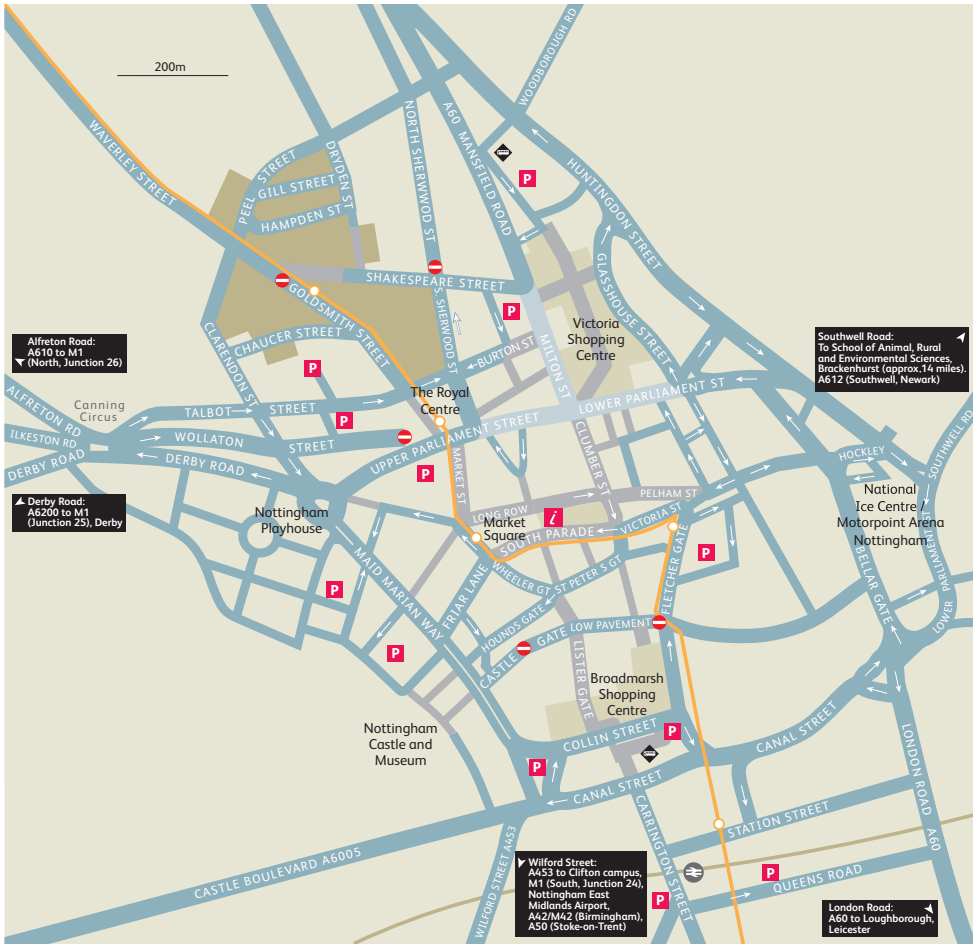 WOODBOROUGH RD
200m
WAVERLEY STREET
DRYDEN ST
NORTH SHERWOD ST
A60 MANSFIELD ROAD
P
HUNTINGDON STREET
PEEL STREET
GILL STREET
HAMPDEN ST
SHAKESPEARE STREET
GOLDSMITH STREET
GLASSHOUSE STREET
P
S. SHERWOOD ST
MILTON ST
Victoria
Shopping
Centre
CLARENDON ST
CHAUCER STREET
BURTON ST
P
Alfreton Road:
A610 to M1
(North, Junction 26)
Southwell Road:
To School of Animal, Rural
and Environmental Sciences,
Brackenhurst (approx.14 miles).
A612 (Southwell, Newark)
ALFRETON RD
Canning
Circus
TALBOT STREET
P
The Royal
Centre
LOWER PARLIAMENT ST
ILKESTON RD
WOLLATON STREET
UPPER PARLIAMENT STREET
CLUMBER ST
SOUTHWELL RD
DERBY ROAD
DERBY ROAD
P
MARKET ST
HOCKLEY
Derby Road:
A6200 to M1
(Junction 25), Derby
Nottingham
Playhouse
LONG ROW
PELHAM ST
i
Market
Square
SOUTH PARADE
VICTORIA ST
National
Ice Centre /
Motorpoint Arena
Nottingham
P
MAID MARIAN WAY
FRIAR LANE
WHEELER GT
ST PETER S GT
FLETCHER GATE
BELLAR GATE
LOWER PARLIAMENT ST
P
HOUNDS GATE
CASTLE GATE
LOW PAVEMENT
P
LISTER GATE
Broadmarsh
Shopping
Centre
Nottingham
Castle and
Museum
COLLIN STREET
P
CANAL STREET
P
CANAL STREET
LONDON ROAD A60
CARRINGTON STREET
STATION STREET
CASTLE BOULEVARD A6005
WILFORD STREET A453
Wilford Street:
A453 to Clifton campus,
M1 (South, Junction 24),
Nottingham East
Midlands Airport,
A42/M42 (Birmingham),
A50 (Stoke-on-Trent)
P
QUEENS ROAD
P
London Road:
A60 to Loughborough,
Leicester